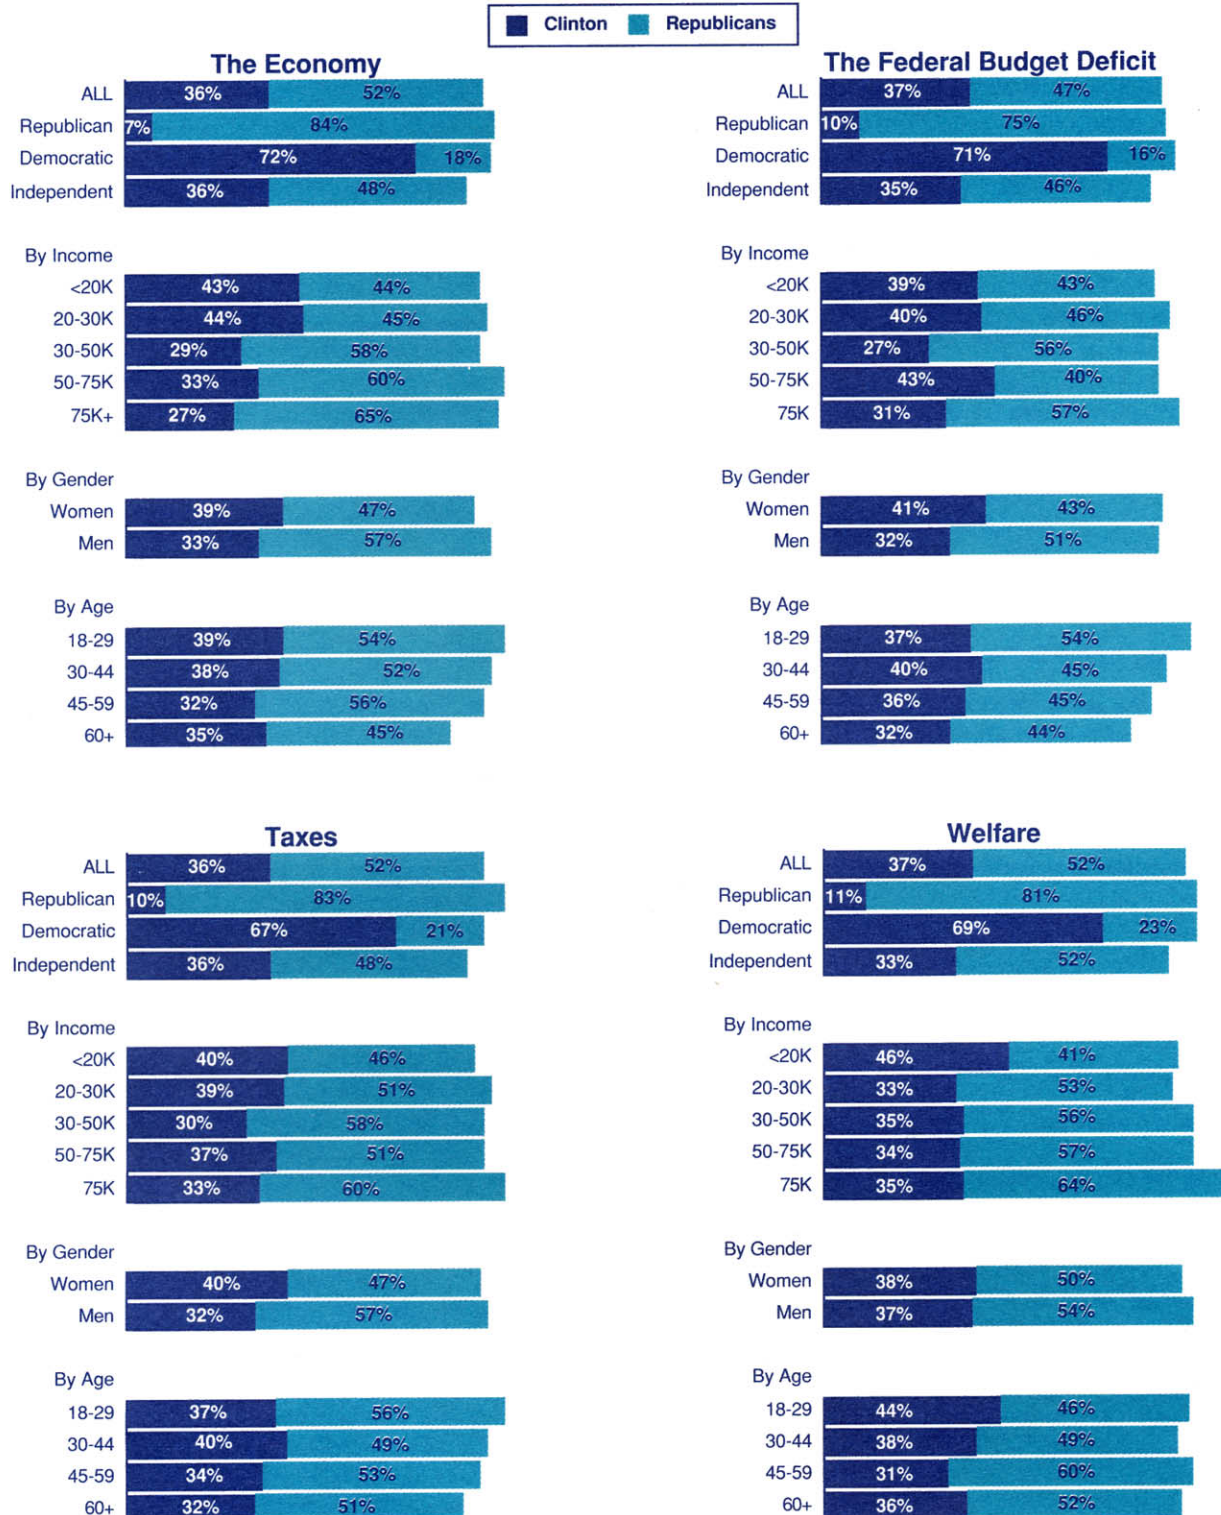 Clinton Republicans
The Economy
ALL 36% 52%
Republican 7% 84%
Democratic 72% 18%
Independent 36% 48%
By Income
<20K 43% 44%
20-30K 44% 45%
30-50K 29% 58%
50-75K 33% 60%
75K+ 27% 65%
By Gender
Women 39% 47%
Men 33% 57%
By Age
18-29 39% 54%
30-44 38% 52%
45-59 32% 56%
60+ 35% 45%
The Federal Budget Deficit
ALL 37% 47%
Republican 10% 75%
Democratic 71% 16%
Independent 35% 46%
By Income
<20K 39% 43%
20-30K 40% 46%
30-50K 27% 56%
50-75K 43% 40%
75K 31% 57%
By Gender
Women 41% 43%
Men 32% 51%
By Age
18-29 37% 54%
30-44 40% 45%
45-59 36% 45%
60+ 32% 44%
Taxes
ALL 36% 52%
Republican 10% 83%
Democratic 67% 21%
Independent 36% 48%
By Income
<20K 40% 46%
20-30K 39% 51%
30-50K 30% 58%
50-75K 37% 51%
75K 33% 60%
By Gender
Women 40% 47%
Men 32% 57%
By Age
18-29 37% 56%
30-44 40% 49%
45-59 34% 53%
60+ 32% 51%
Welfare
ALL 37% 52%
Republican 11% 81%
Democratic 69% 23%
Independent 33% 52%
By Income
<20K 46% 41%
20-30K 33% 53%
30-50K 35% 56%
50-75K 34% 57%
75K 35% 64%
By Gender
Women 38% 50%
Men 37% 54%
By Age
18-29 44% 46%
30-44 38% 49%
45-59 31% 60%
60+ 36% 52%